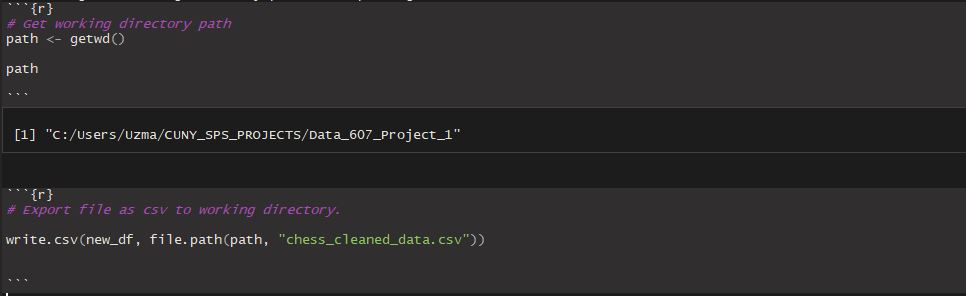 ```{r}
# Get working directory path
path <- getwd()
path
```
[1] "C:/Users/Uzma/CUNY_SPS_PROJECTS/Data_607_Project_1"
```{r}
# Export file as csv to working directory.
write.csv(new_df, file.path(path, "chess_cleaned_data.csv"))
```